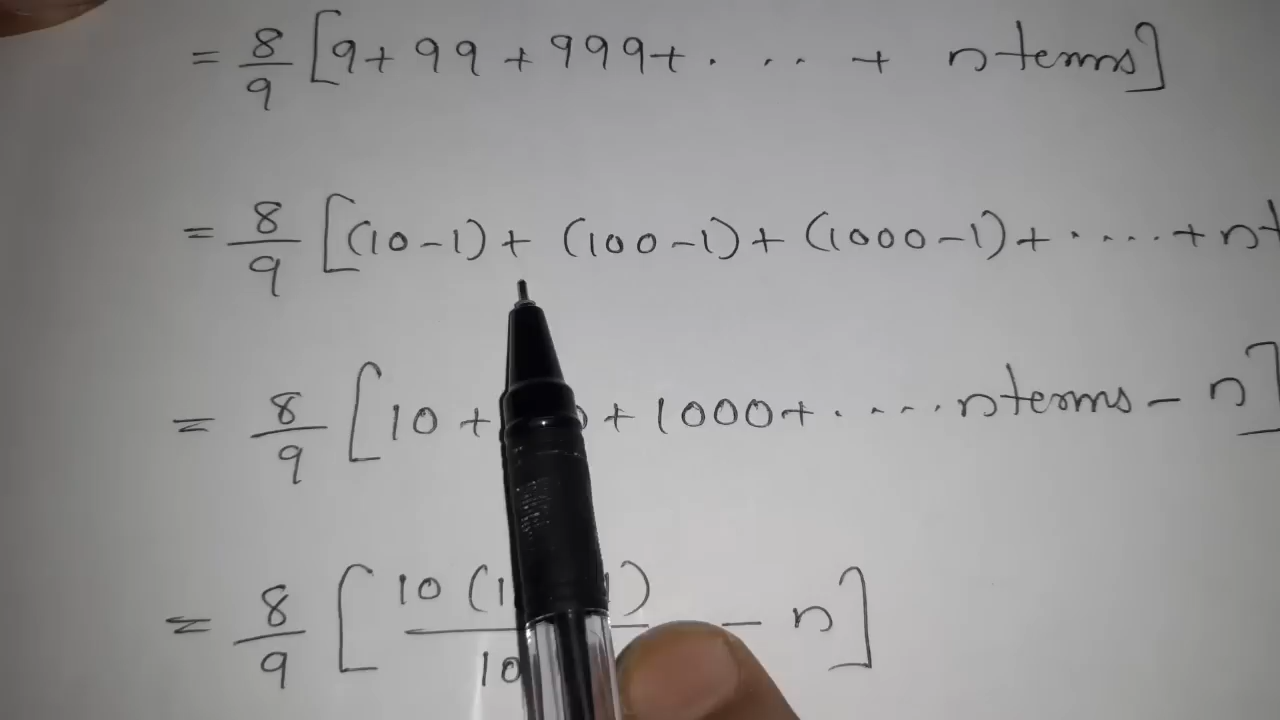 = 8/9 [9+ 99 + 999+ . . .. + n terms]
= 8/9 [(10-1) + (100-1) + (1000-1) + ..... + n
= 8/9 [10 + + 1000+ ..... n terms - n]
= 8/9 [10 ( ) / 10 - n]